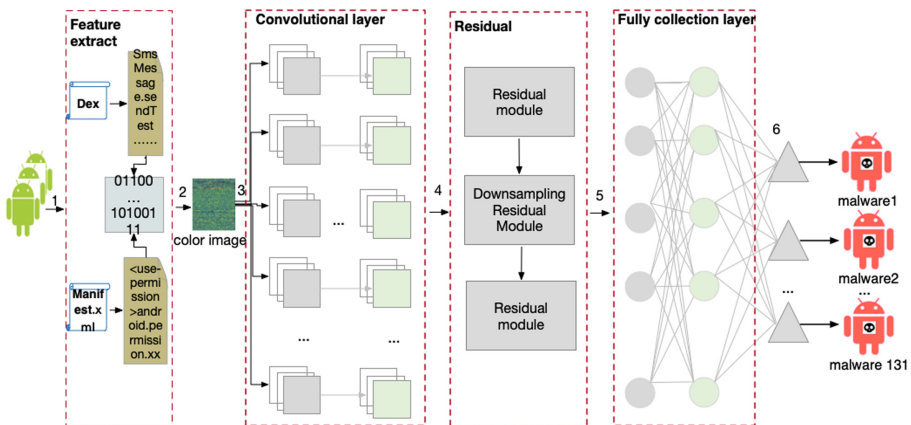 Feature
extract
Convolutional layer
Residual
Fully collection layer
Sms
Mes
sag
e.se
ndT
est
......
Dex
01100
...
101001
11
Manif
est.x
ml
<use-
permi
ssion
>andr
oid.pe
rmissi
on.xx
1
2
3
color image
...
...
...
4
Residual
module
Downsampling
Residual
Module
Residual
module
5
6
malware1
malware2
...
...
malware 131